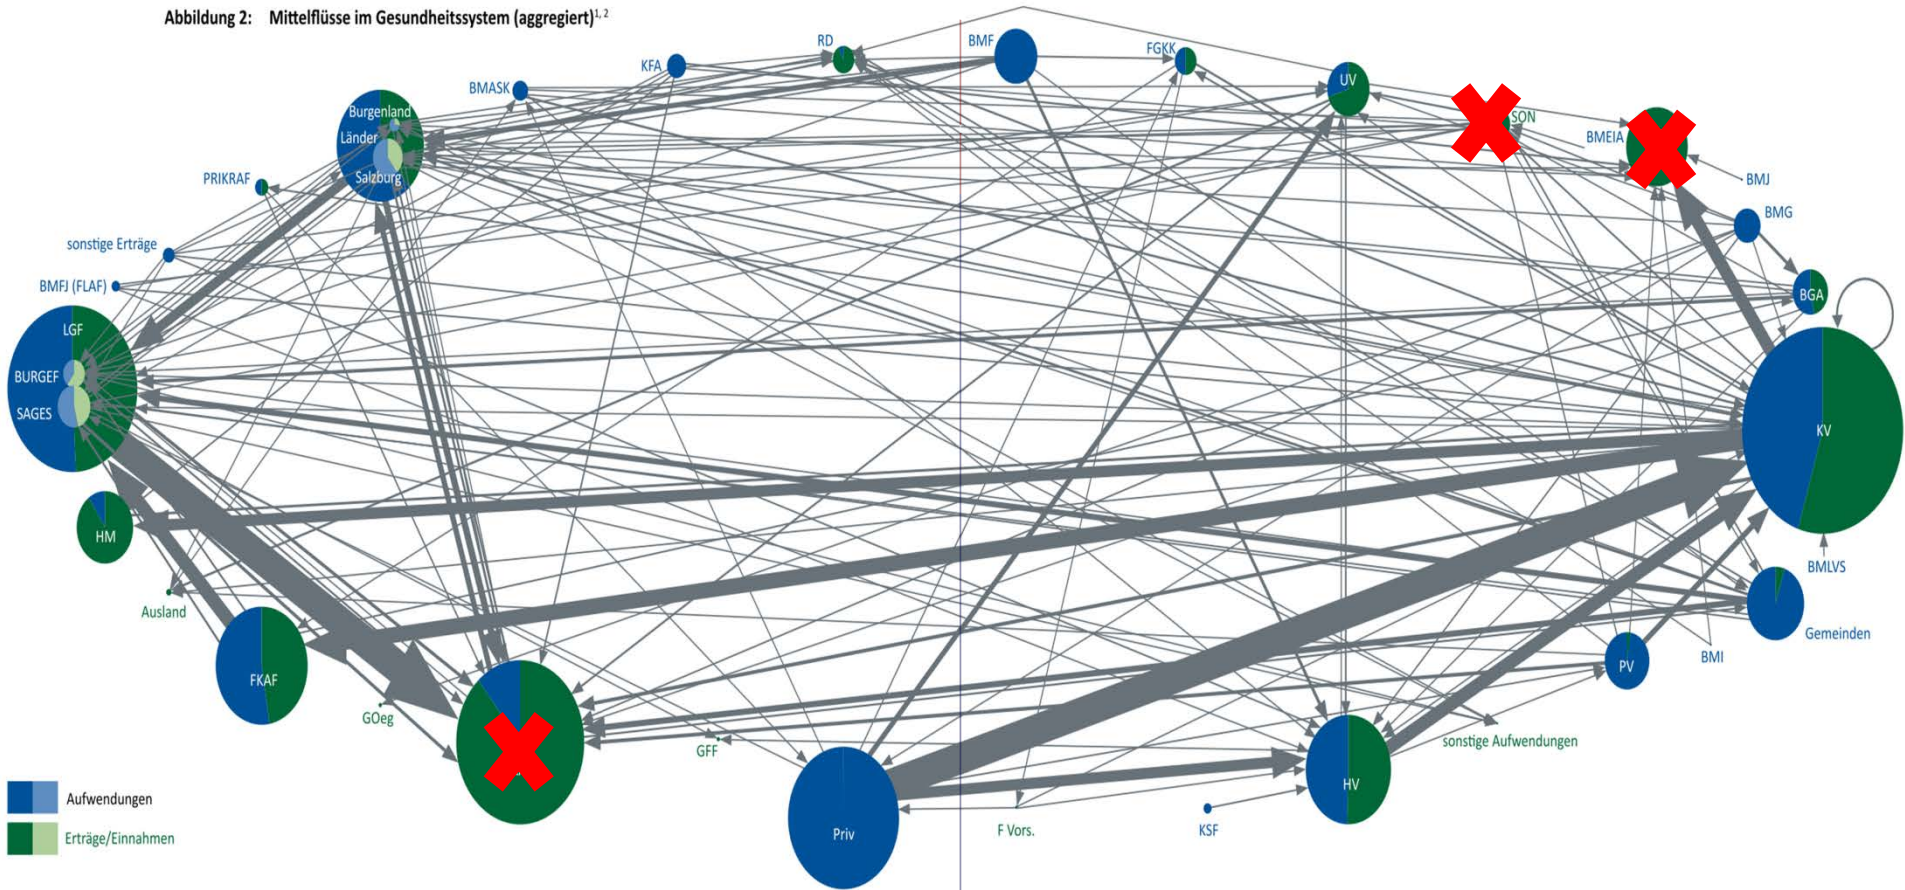 Abbildung 2: Mittelflüsse im Gesundheitssystem (aggregiert)1, 2
RD
BMF
FGKK
KFA
BMASK
UV
Burgenland
SON
Länder
BMEIA
Salzburg
PRIKRAF
BMJ
BMG
sonstige Erträge
BMFJ (FLAF)
BGA
LGF
BURGEF
SAGES
KV
HM
BMLVS
Ausland
Gemeinden
BMI
PV
FKAF
GOeg
sonstige Aufwendungen
GFF
HV
Aufwendungen
Erträge/Einnahmen
Priv
F Vors.
KSF